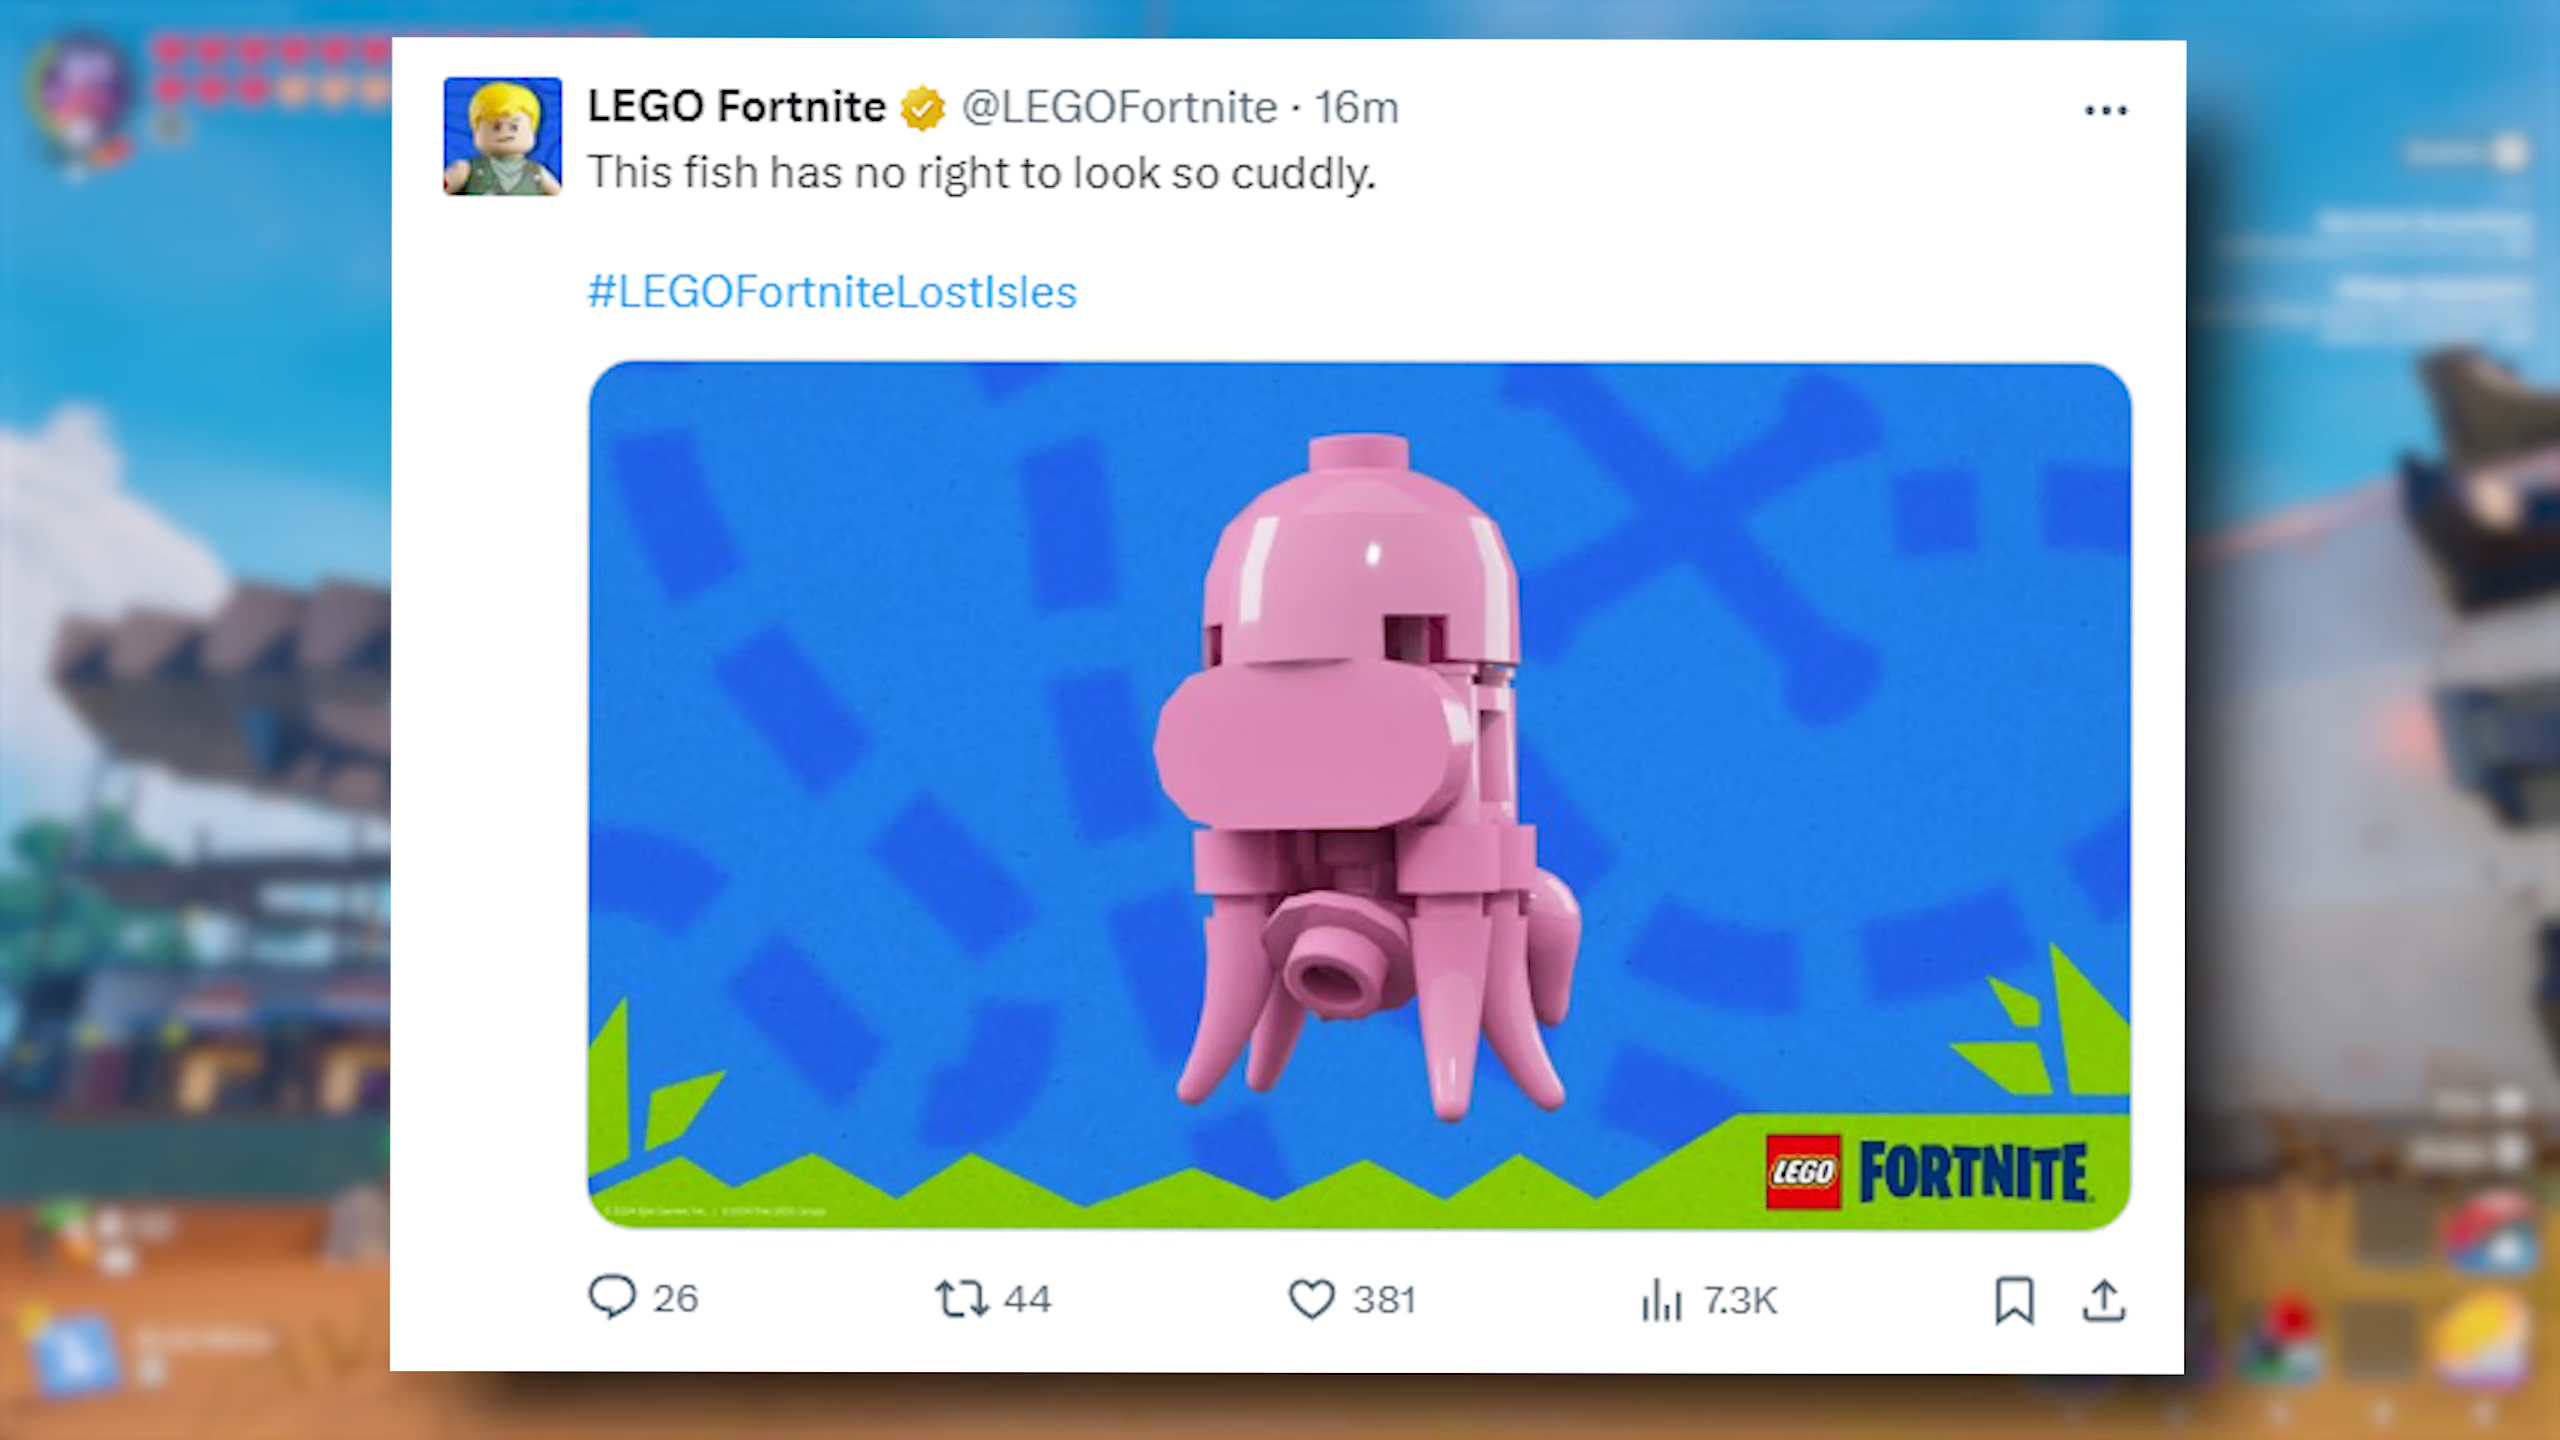 LEGO Fortnite @LEGOFortnite · 16m
This fish has no right to look so cuddly.
#LEGOFortniteLostIsles
LEGO FORTNITE
26 44 381 7.3K